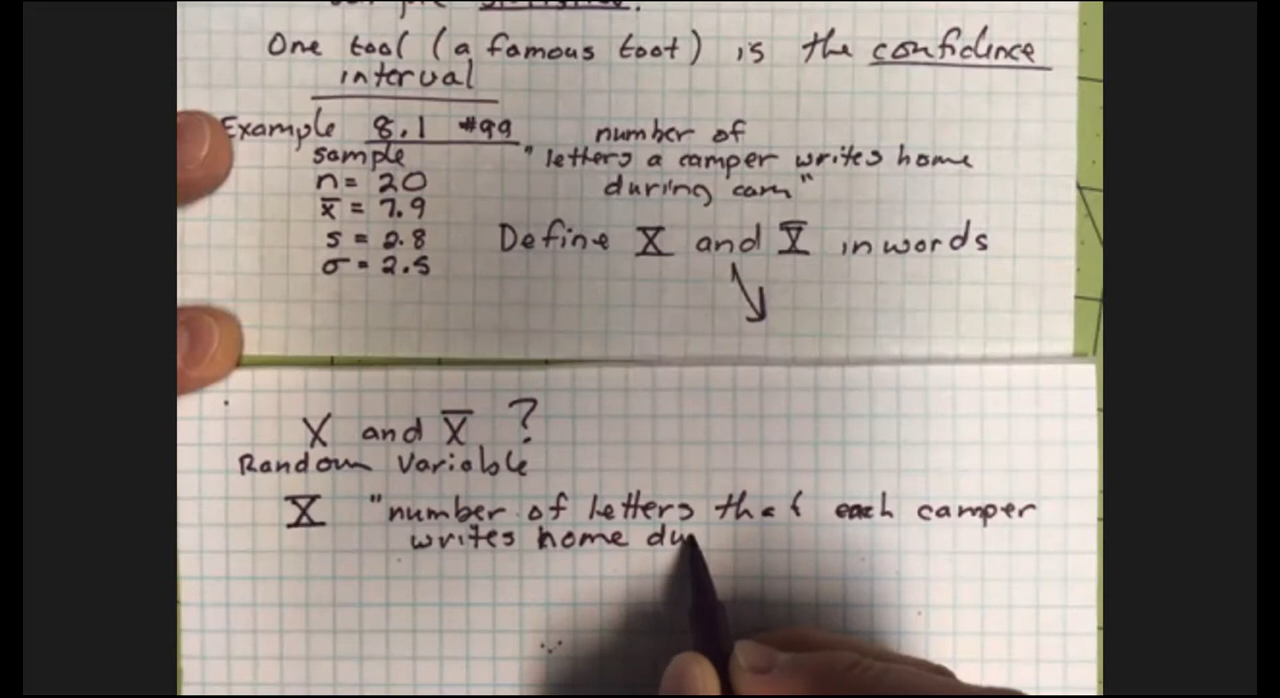 One tool (a famous toot) is the confidence
interval
Example 8.1 #99
sample
n = 20
x̅ = 7.9
s = 2.8
σ = 2.5
number of
"letters a camper writes home
during cam"
Define X and X̅ in words
X and X̅ ?
Random Variable
X "number of letters that each camper
writes home du